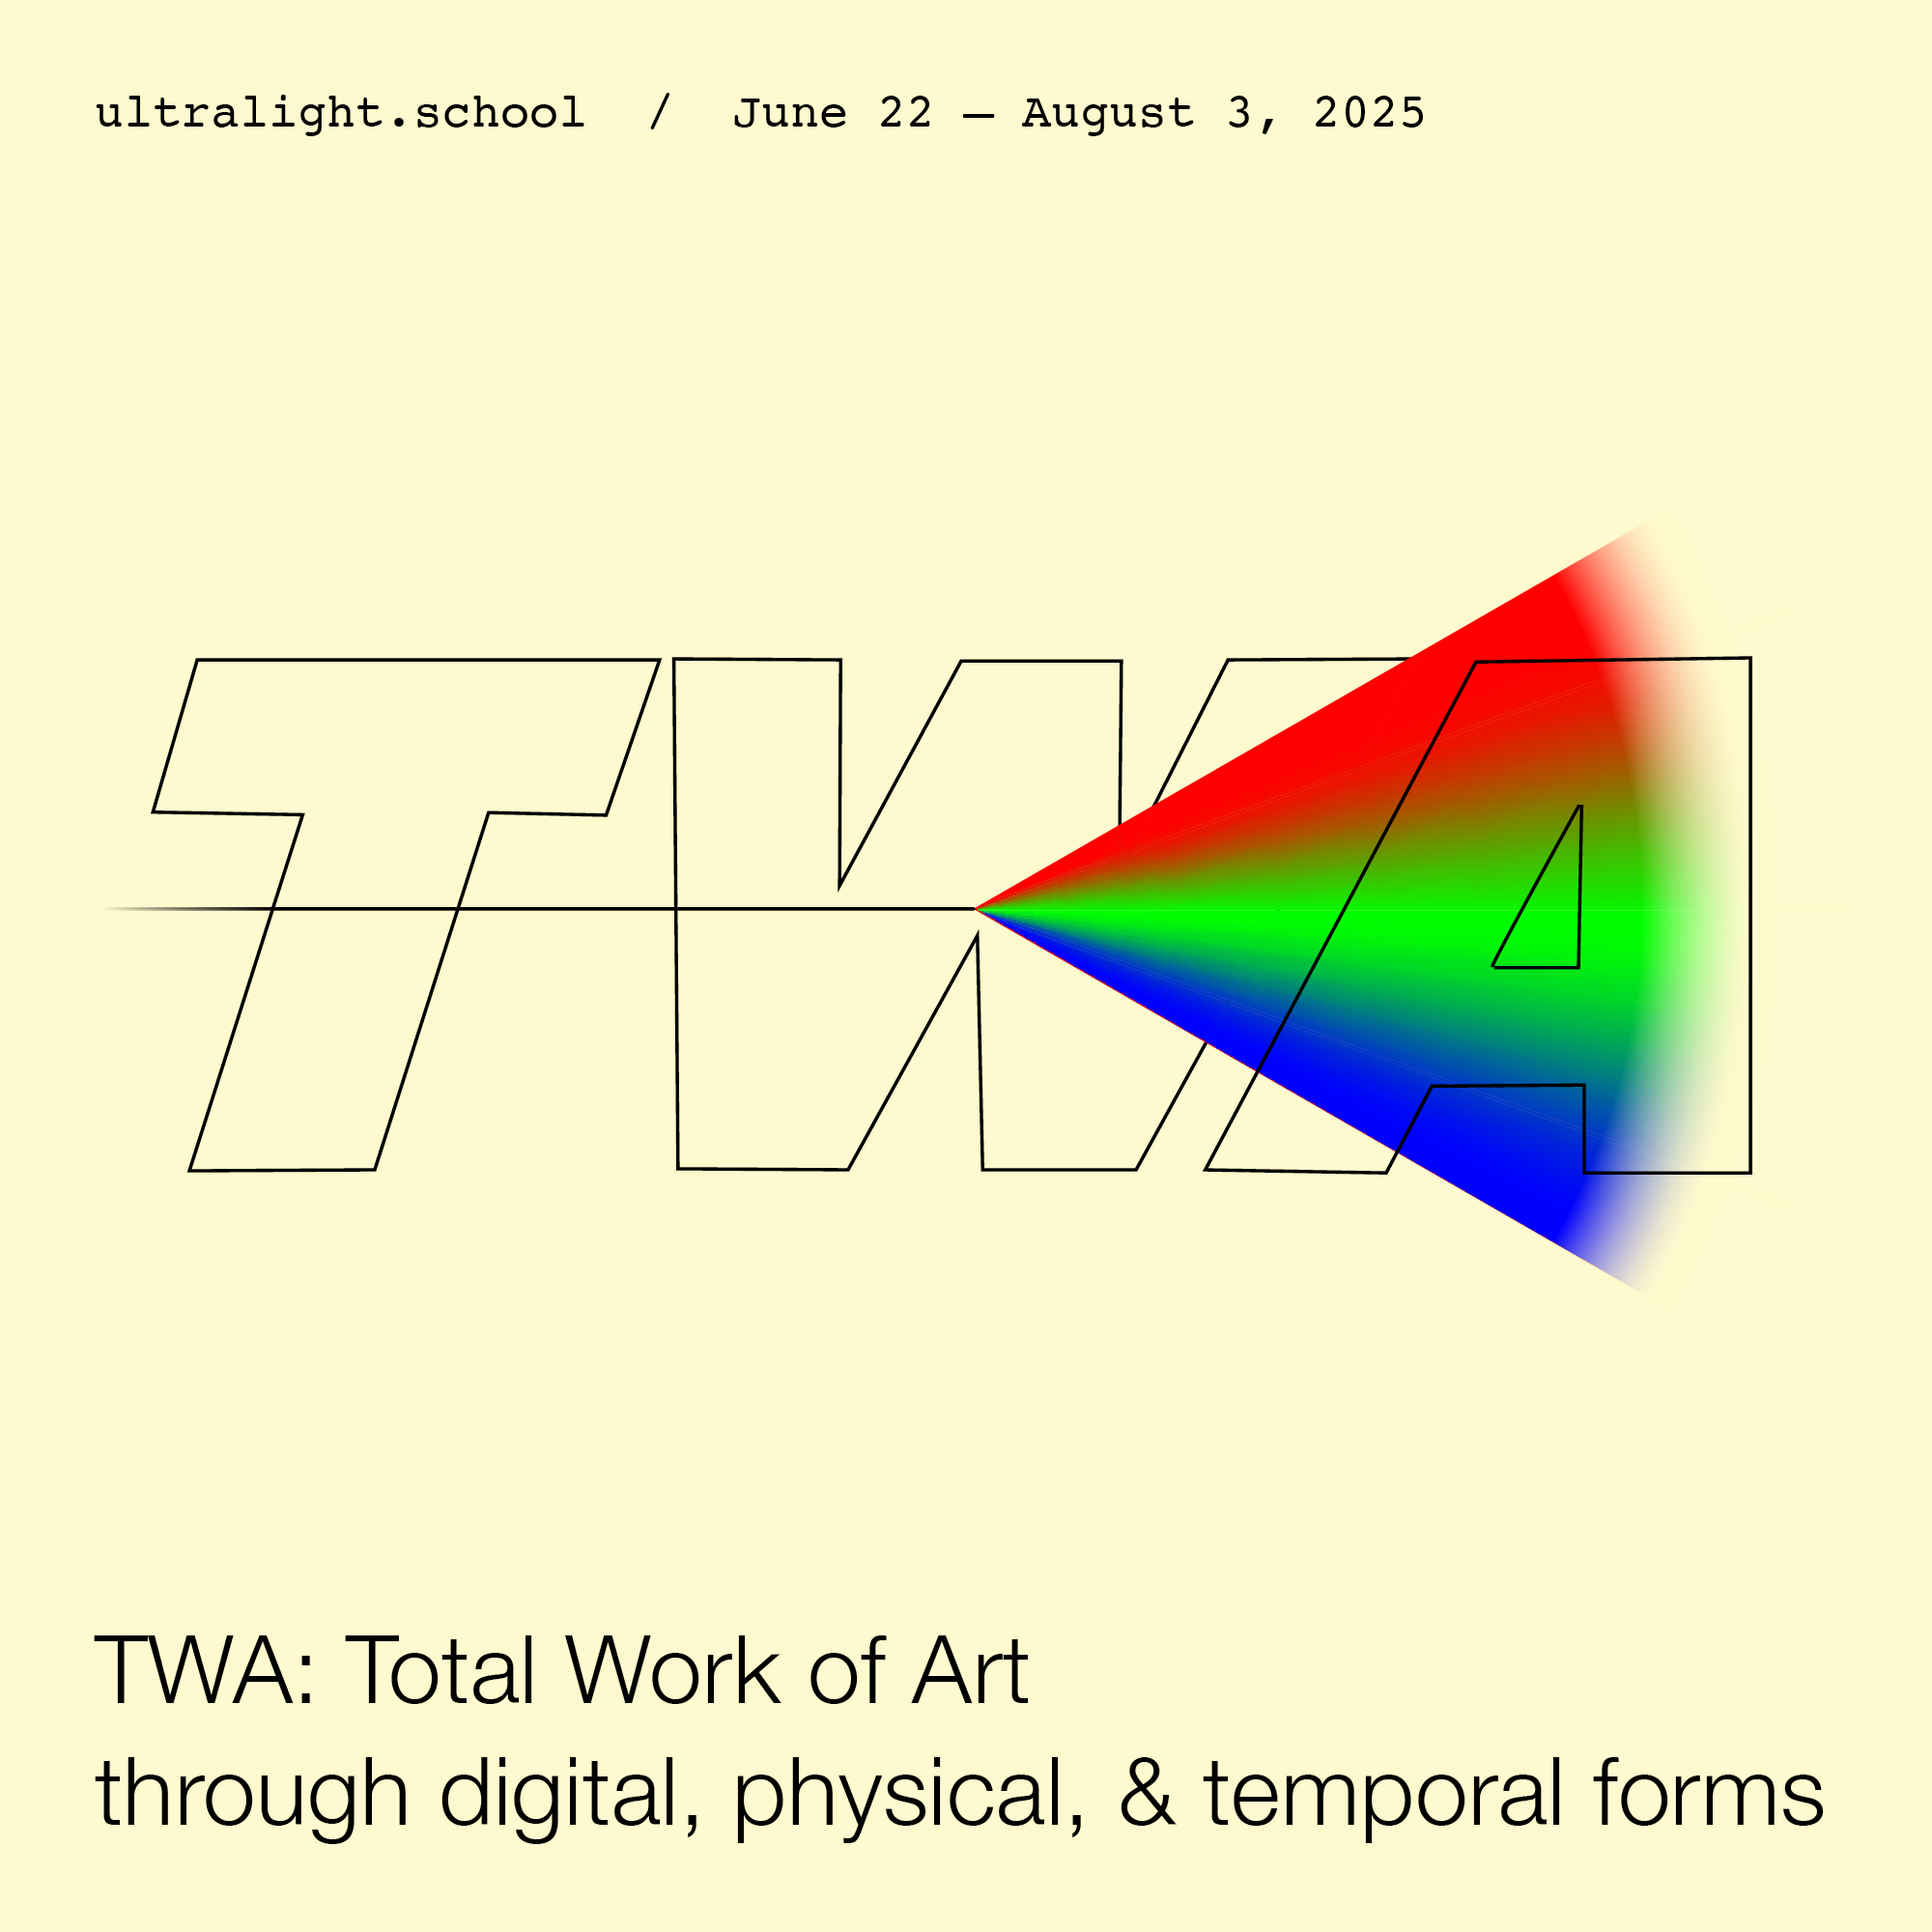 ultralight.school / June 22 — August 3, 2025
TWA
TWA: Total Work of Art
through digital, physical, & temporal forms